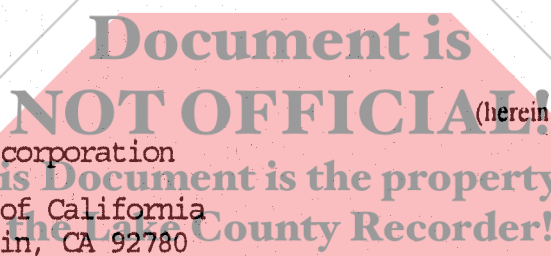 Document is
NOT OFFICIAL!
(herein
corporation
is Document is the property
of California
the Lake County Recorder!
in, CA 92780